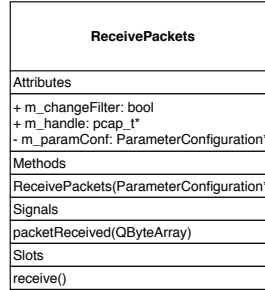 ReceivePackets
Attributes
+ m_changeFilter: bool
+ m_handle: pcap_t*
- m_paramConf: ParameterConfiguration*
Methods
ReceivePackets(ParameterConfiguration*
Signals
packetReceived(QByteArray)
Slots
receive()